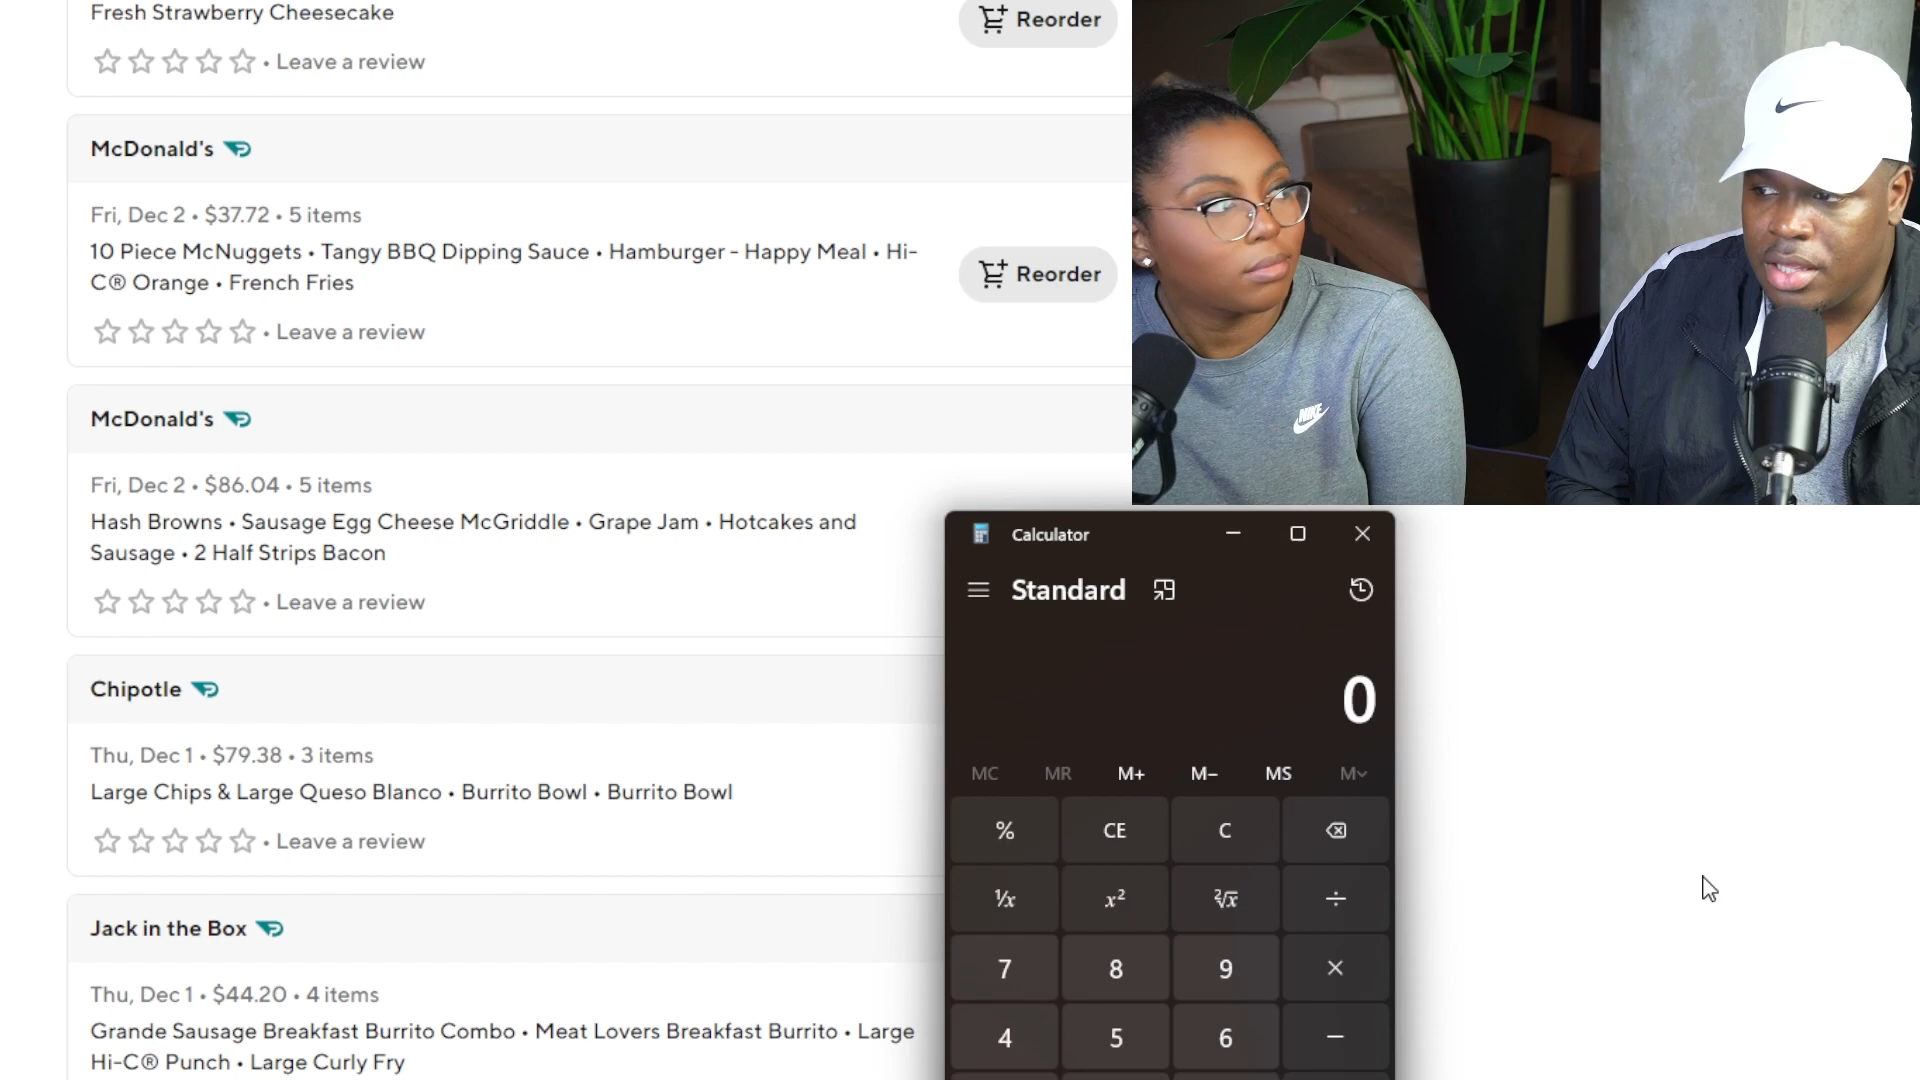 Fresh Strawberry Cheesecake
Reorder
• Leave a review
McDonald's
Fri, Dec 2 • $37.72 • 5 items
10 Piece McNuggets • Tangy BBQ Dipping Sauce • Hamburger - Happy Meal • Hi-
C® Orange • French Fries
Reorder
• Leave a review
McDonald's
Fri, Dec 2 • $86.04 • 5 items
Hash Browns • Sausage Egg Cheese McGriddle • Grape Jam • Hotcakes and
Sausage • 2 Half Strips Bacon
• Leave a review
Chipotle
Thu, Dec 1 • $79.38 • 3 items
Large Chips & Large Queso Blanco • Burrito Bowl • Burrito Bowl
• Leave a review
Jack in the Box
Thu, Dec 1 • $44.20 • 4 items
Grande Sausage Breakfast Burrito Combo • Meat Lovers Breakfast Burrito • Large
Hi-C® Punch • Large Curly Fry
NIKE
Calculator
Standard
0
MC MR M+ M- MS M
% CE C
1/x x² ²√x ÷
7 8 9 ×
4 5 6 −